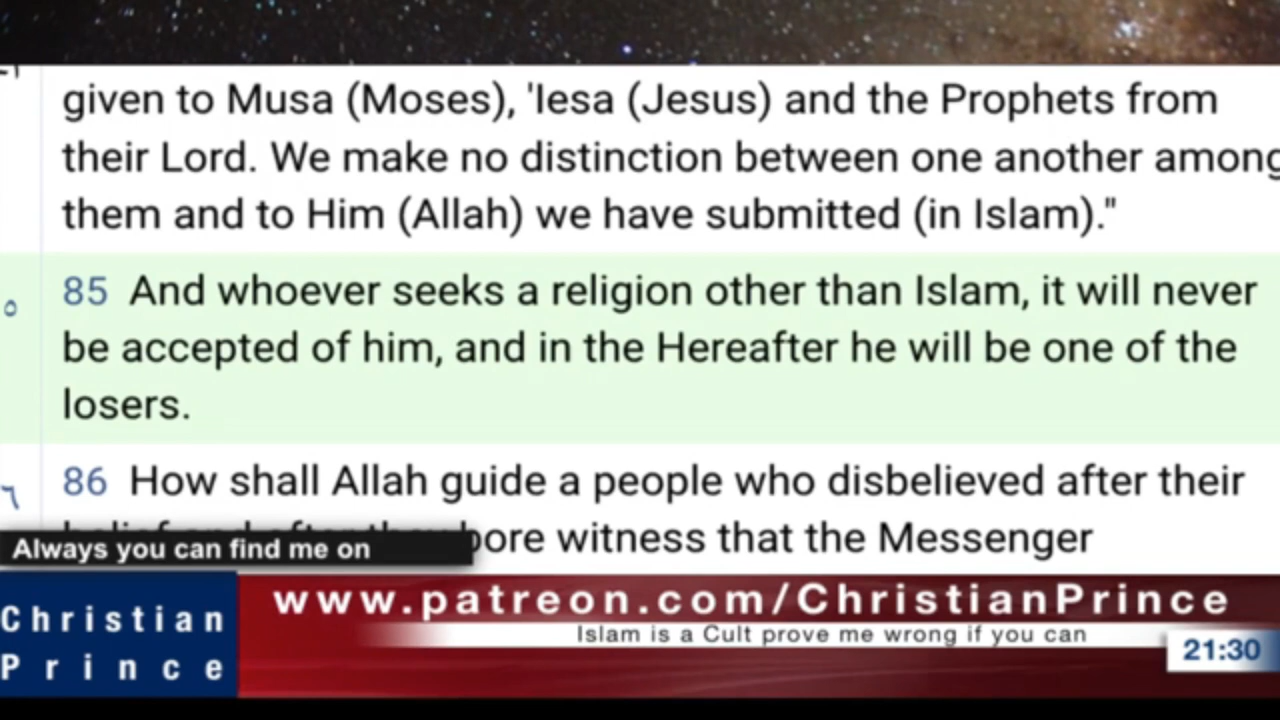 given to Musa (Moses), 'Iesa (Jesus) and the Prophets from
their Lord. We make no distinction between one another among
them and to Him (Allah) we have submitted (in Islam)."
85 And whoever seeks a religion other than Islam, it will never
be accepted of him, and in the Hereafter he will be one of the
losers.
86 How shall Allah guide a people who disbelieved after their
bore witness that the Messenger
Always you can find me on
Christian
Prince
www.patreon.com/ChristianPrince
Islam is a Cult prove me wrong if you can
21:30